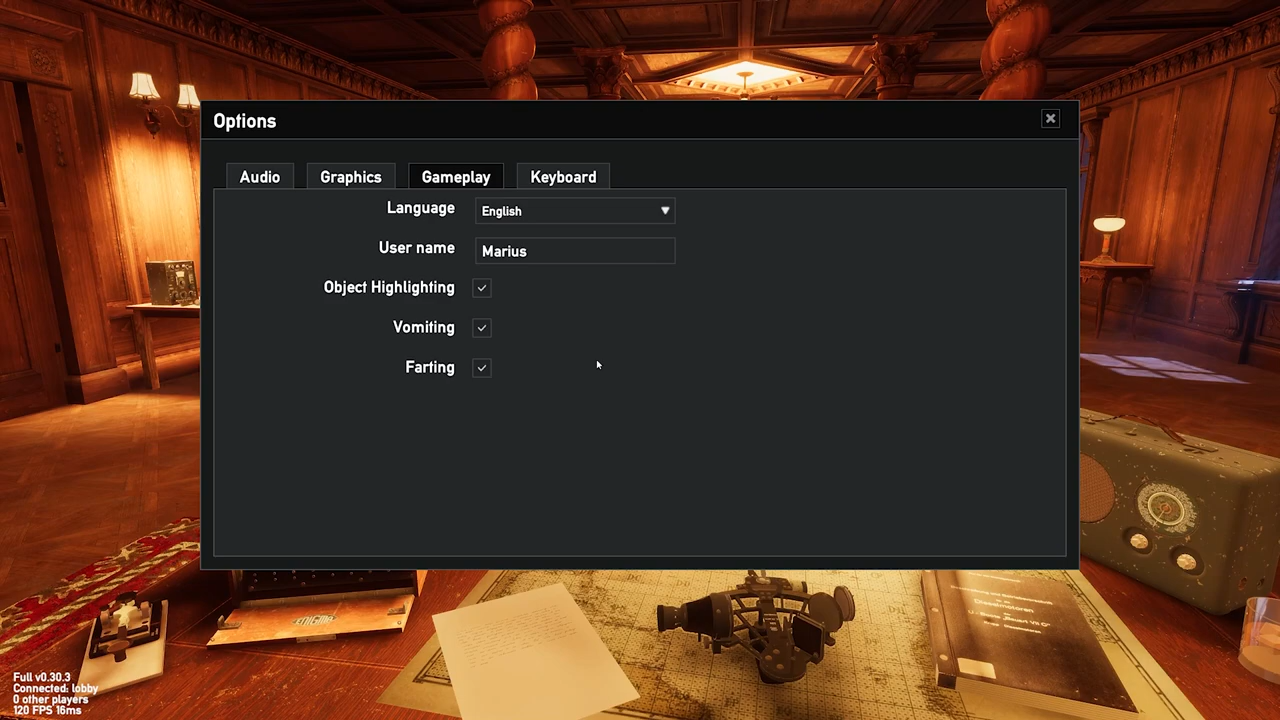 Options
Audio
Graphics
Gameplay
Keyboard
Language
English
User name
Marius
Object Highlighting
Vomiting
Farting
ENIGMA
Dieselmotoren
Full v0.30.3
Connected: lobby
0 other players
120 FPS 16ms